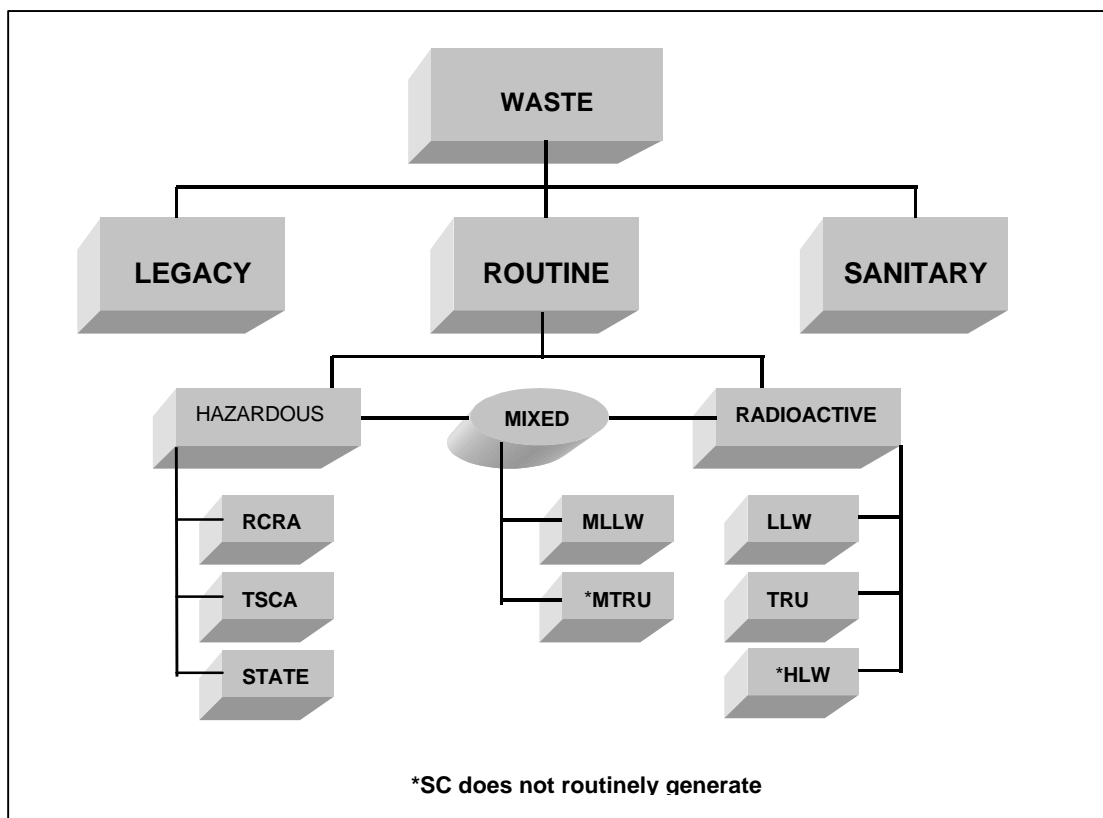 WASTE
LEGACY
ROUTINE
SANITARY
HAZARDOUS
MIXED
RADIOACTIVE
RCRA
MLLW
LLW
TSCA
*MTRU
TRU
STATE
*HLW
*SC does not routinely generate